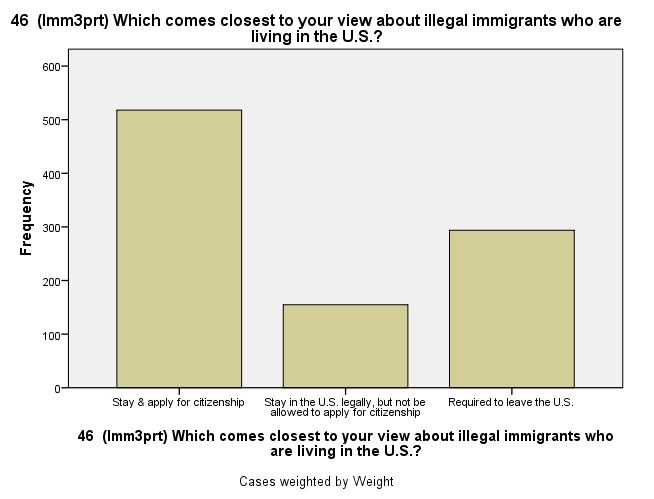 46 (Imm3prt) Which comes closest to your view about illegal immigrants who are
living in the U.S.?
Frequency
600
500
400
300
200
100
0
Stay & apply for citizenship
Stay in the U.S. legally, but not be
allowed to apply for citizenship
Required to leave the U.S.
46 (Imm3prt) Which comes closest to your view about illegal immigrants who
are living in the U.S.?
Cases weighted by Weight